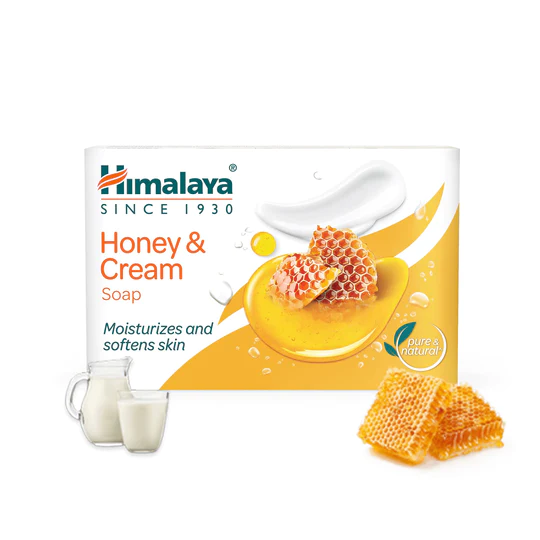 Himalaya®
SINCE 1930
Honey &
Cream
Soap
Moisturizes and
softens skin
pure &
natural